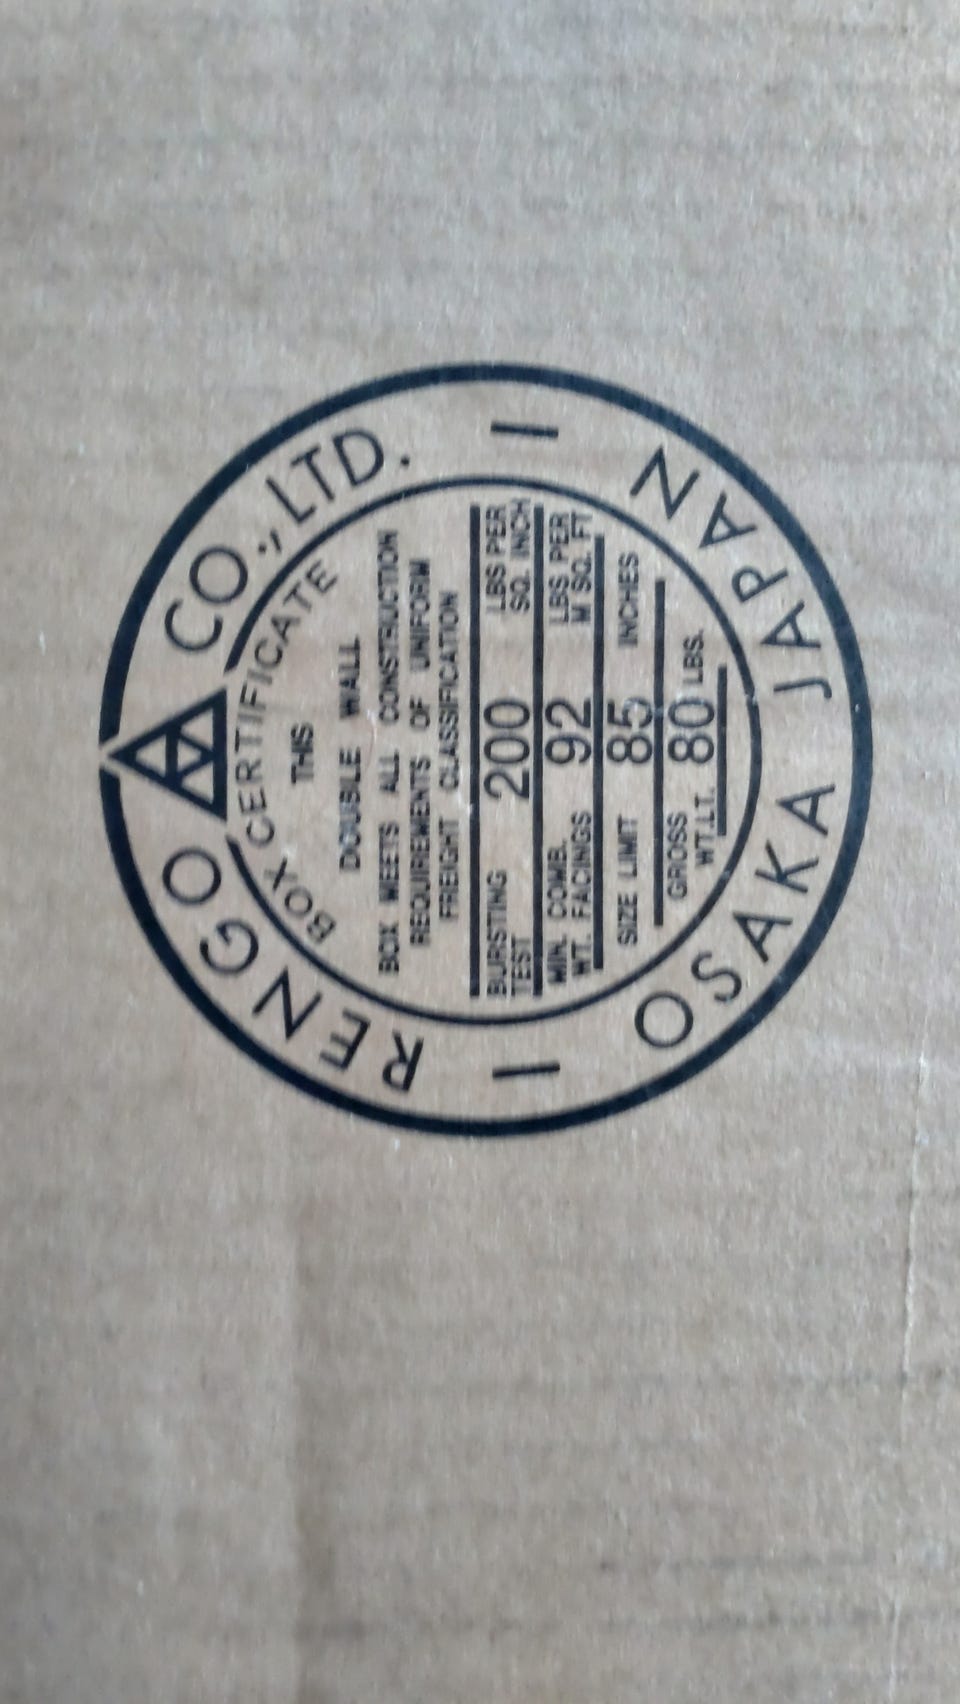 RENGO CO.,LTD.
BOX CERTIFICATE
THIS
DOUBLE WALL
BOX MEETS ALL CONSTRUCTION
REQUIREMENTS OF UNIFORM
FREIGHT CLASSIFICATION
BURSTING TEST 200 LBS PER SQ. INCH
MIN. COMB. WT. FACINGS 92 LBS PER M SQ. FT
SIZE LIMIT 85 INCHES
GROSS WT.LT. 80 LBS.
OSAKA JAPAN